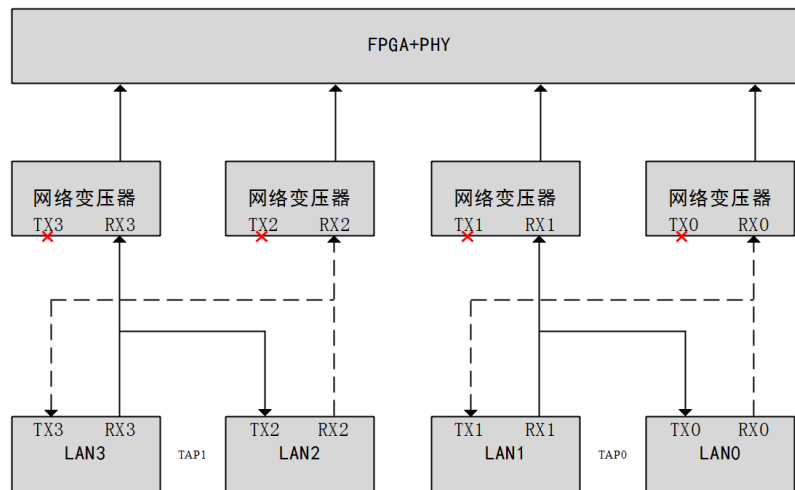 FPGA+PHY
网络变压器 网络变压器 网络变压器 网络变压器
TX3 RX3 TX2 RX2 TX1 RX1 TX0 RX0
TX3 RX3 TX2 RX2 TX1 RX1 TX0 RX0
LAN3 TAP1 LAN2 LAN1 TAP0 LAN0